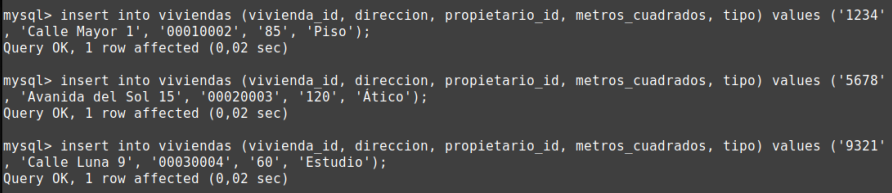 mysql> insert into viviendas (vivienda_id, direccion, propietario_id, metros_cuadrados, tipo) values ('1234'
, 'Calle Mayor 1', '00010002', '85', 'Piso');
Query OK, 1 row affected (0,02 sec)
mysql> insert into viviendas (vivienda_id, direccion, propietario_id, metros_cuadrados, tipo) values ('5678'
, 'Avanida del Sol 15', '00020003', '120', 'Ático');
Query OK, 1 row affected (0,02 sec)
mysql> insert into viviendas (vivienda_id, direccion, propietario_id, metros_cuadrados, tipo) values ('9321'
, 'Calle Luna 9', '00030004', '60', 'Estudio');
Query OK, 1 row affected (0,02 sec)